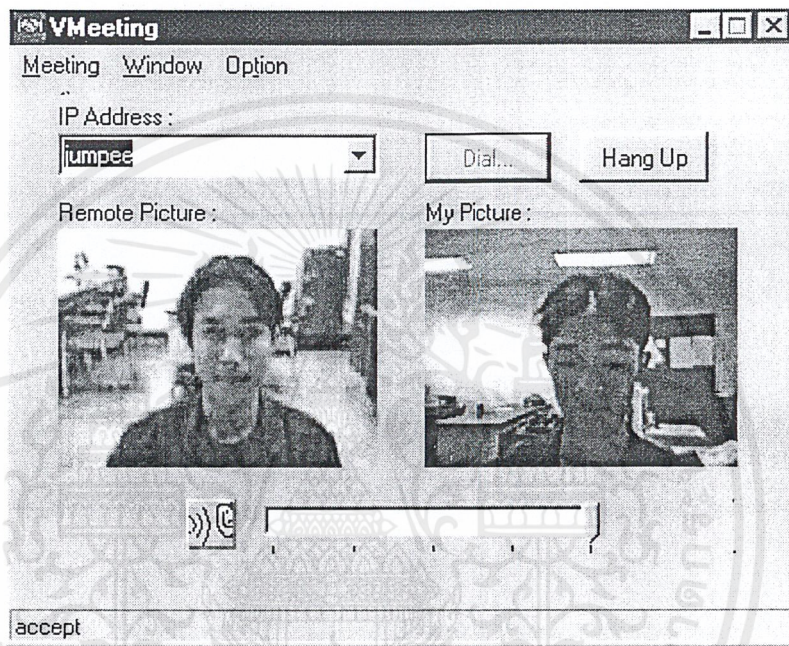 VMeeting
Meeting Window Option
IP Address :
jumpee
Dial... Hang Up
Remote Picture : My Picture :
accept